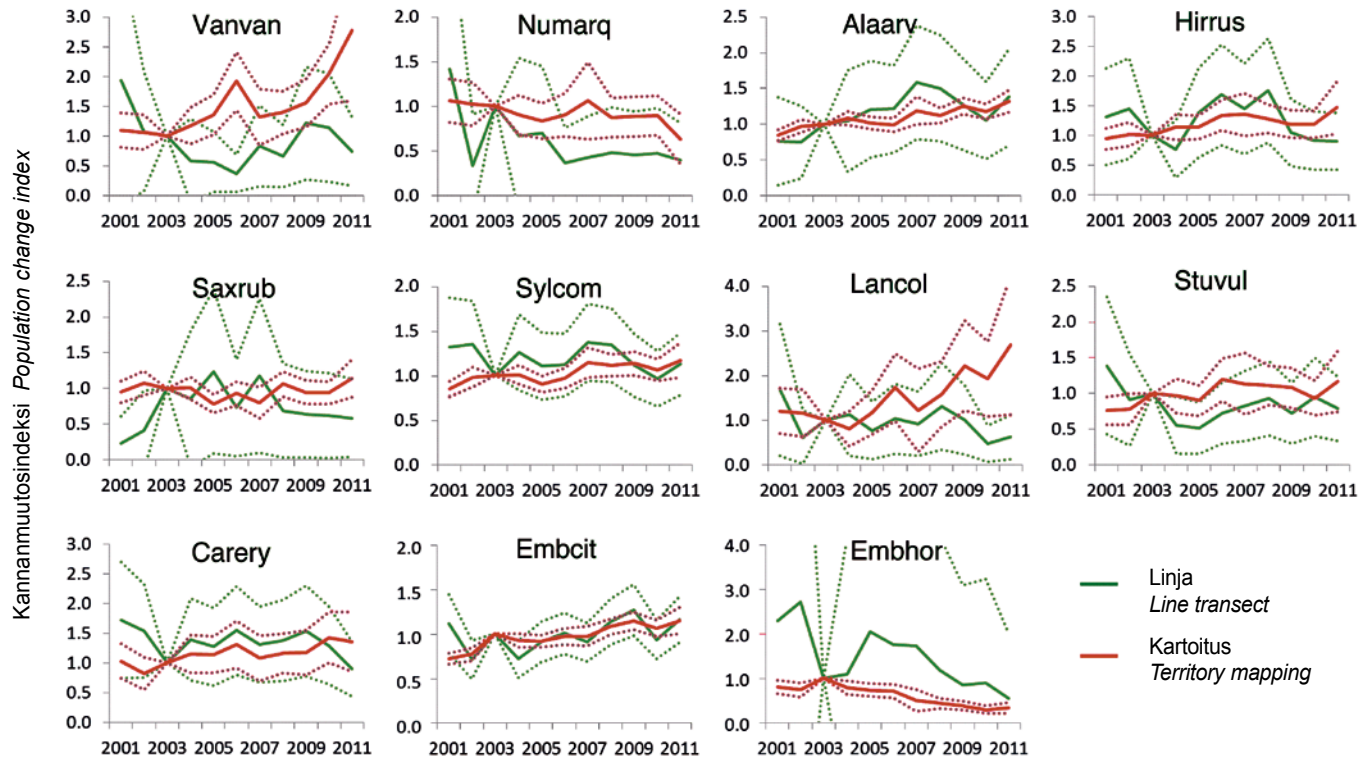 Kannanmuutosindeksi Population change index
Vanvan
3.0
2.5
2.0
1.5
1.0
0.5
0.0
2001 2003 2005 2007 2009 2011
Numarq
2.0
1.5
1.0
0.5
0.0
2001 2003 2005 2007 2009 2011
Alaarv
2.5
2.0
1.5
1.0
0.5
0.0
2001 2003 2005 2007 2009 2011
Hirrus
3.0
2.5
2.0
1.5
1.0
0.5
0.0
2001 2003 2005 2007 2009 2011
Saxrub
2.5
2.0
1.5
1.0
0.5
0.0
2001 2003 2005 2007 2009 2011
Sylcom
2.0
1.5
1.0
0.5
0.0
2001 2003 2005 2007 2009 2011
Lancol
4.0
3.0
2.0
1.0
0.0
2001 2003 2005 2007 2009 2011
Stuvul
2.5
2.0
1.5
1.0
0.5
0.0
2001 2003 2005 2007 2009 2011
Carery
3.0
2.5
2.0
1.5
1.0
0.5
0.0
2001 2003 2005 2007 2009 2011
Embcit
2.0
1.5
1.0
0.5
0.0
2001 2003 2005 2007 2009 2011
Embhor
4.0
3.0
2.0
1.0
0.0
2001 2003 2005 2007 2009 2011
Linja
Line transect
Kartoitus
Territory mapping